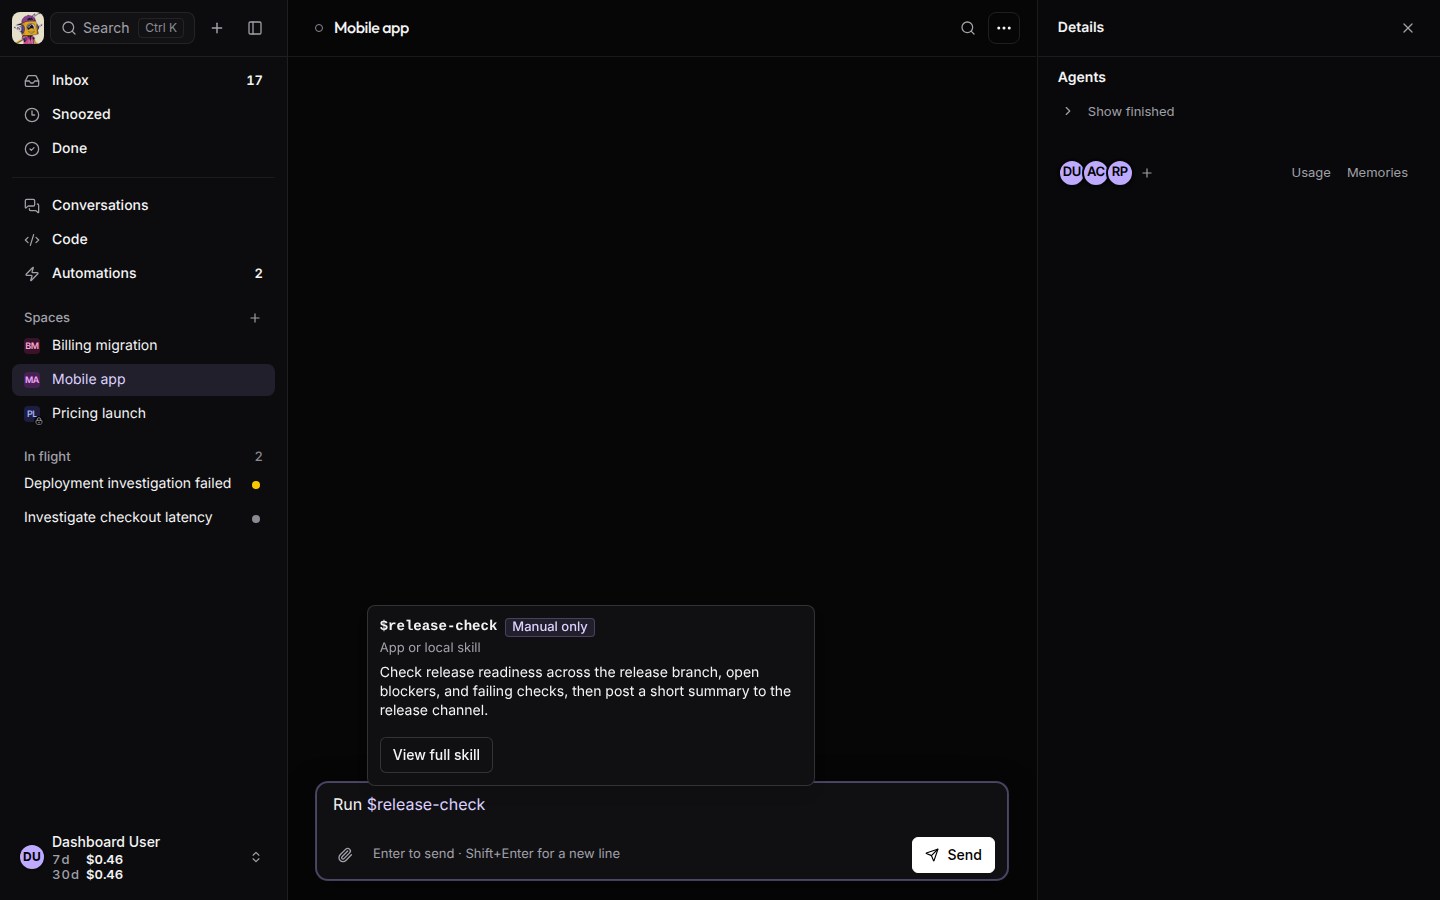 Search Ctrl K
Inbox 17
Snoozed
Done
Conversations
Code
Automations 2
Spaces
BM Billing migration
MA Mobile app
PL Pricing launch
In flight 2
Deployment investigation failed
Investigate checkout latency
DU Dashboard User
7d $0.46
30d $0.46
Mobile app
$release-check Manual only
App or local skill
Check release readiness across the release branch, open
blockers, and failing checks, then post a short summary to the
release channel.
View full skill
Run $release-check
Enter to send · Shift+Enter for a new line
Send
Details
Agents
Show finished
DU AC RP
Usage Memories